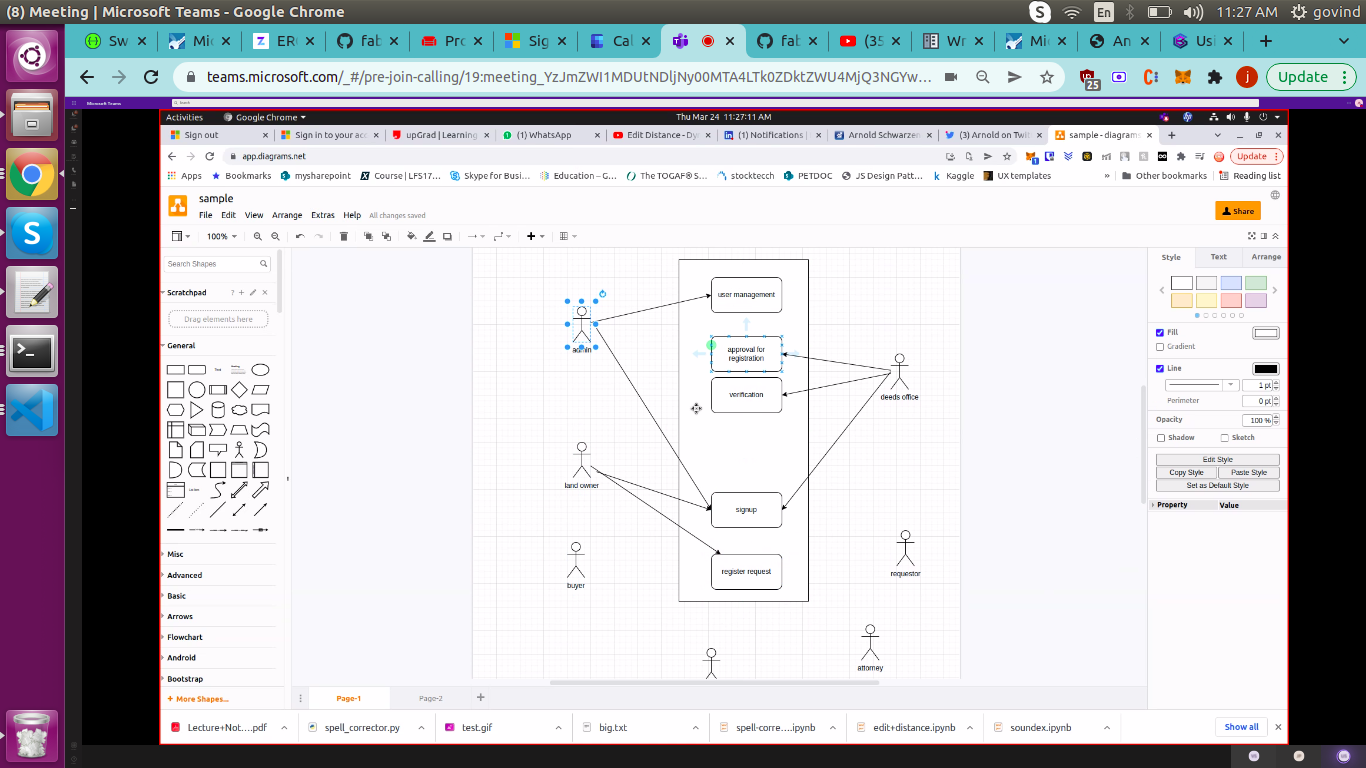 (8) Meeting | Microsoft Teams - Google Chrome
En
11:27 AM
govind
Sw
Mic
ERC
fab
Pro
Sig
Cal
fab
(35
Wr
Mic
An
Usi
teams.microsoft.com/_#/pre-join-calling/19:meeting_YzJmZWI1MDUtNDljNy00MTA4LTk0ZDktZWU4MjQ3NGYw...
25
j
Update
Microsoft Teams
Search
Activities
Google Chrome
Thu Mar 24 11:27:11 AM
Sign out
Sign in to your acc
upGrad | Learning
(1) WhatsApp
Edit Distance - Dy
(1) Notifications |
Arnold Schwarzen
(3) Arnold on Twit
sample - diagrams
app.diagrams.net
Update
Apps
Bookmarks
mysharepoint
Course | LFS17...
Skype for Busi...
Education – G...
The TOGAF® S...
stocktecch
PETDOC
JS Design Patt...
Kaggle
UX templates
»
Other bookmarks
Reading list
sample
File
Edit
View
Arrange
Extras
Help
All changes saved
Share
100%
Search Shapes
Scratchpad
Drag elements here
General
Text
Misc
Advanced
Basic
Arrows
Flowchart
Android
Bootstrap
+ More Shapes...
user management
admin
approval for
registration
verification
deeds office
land owner
signup
buyer
register request
requestor
attorney
Style
Text
Arrange
Fill
Gradient
Line
1 pt
Perimeter
0 pt
Opacity
100 %
Shadow
Sketch
Edit Style
Copy Style
Paste Style
Set as Default Style
Property
Value
Page-1
Page-2
Lecture+Not....pdf
spell_corrector.py
test.gif
big.txt
spell-corre....ipynb
edit+distance.ipynb
soundex.ipynb
Show all